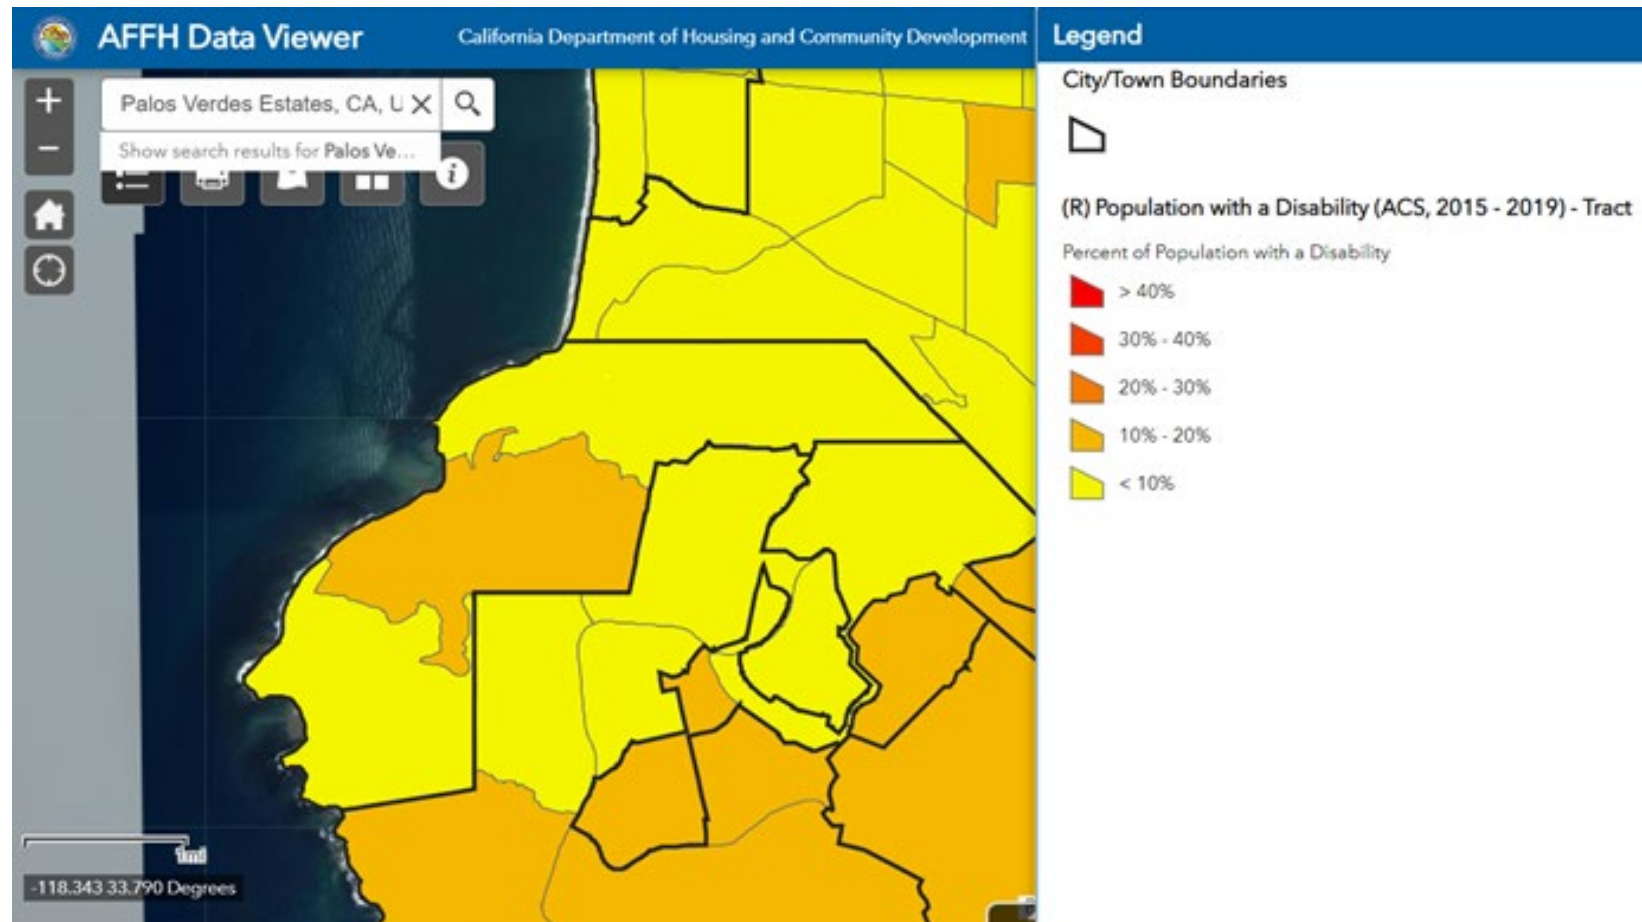 AFFH Data Viewer
California Department of Housing and Community Development
Legend
Palos Verdes Estates, CA, U
Show search results for Palos Ve...
City/Town Boundaries
(R) Population with a Disability (ACS, 2015 - 2019) - Tract
Percent of Population with a Disability
> 40%
30% - 40%
20% - 30%
10% - 20%
< 10%
1mi
-118.343 33.790 Degrees